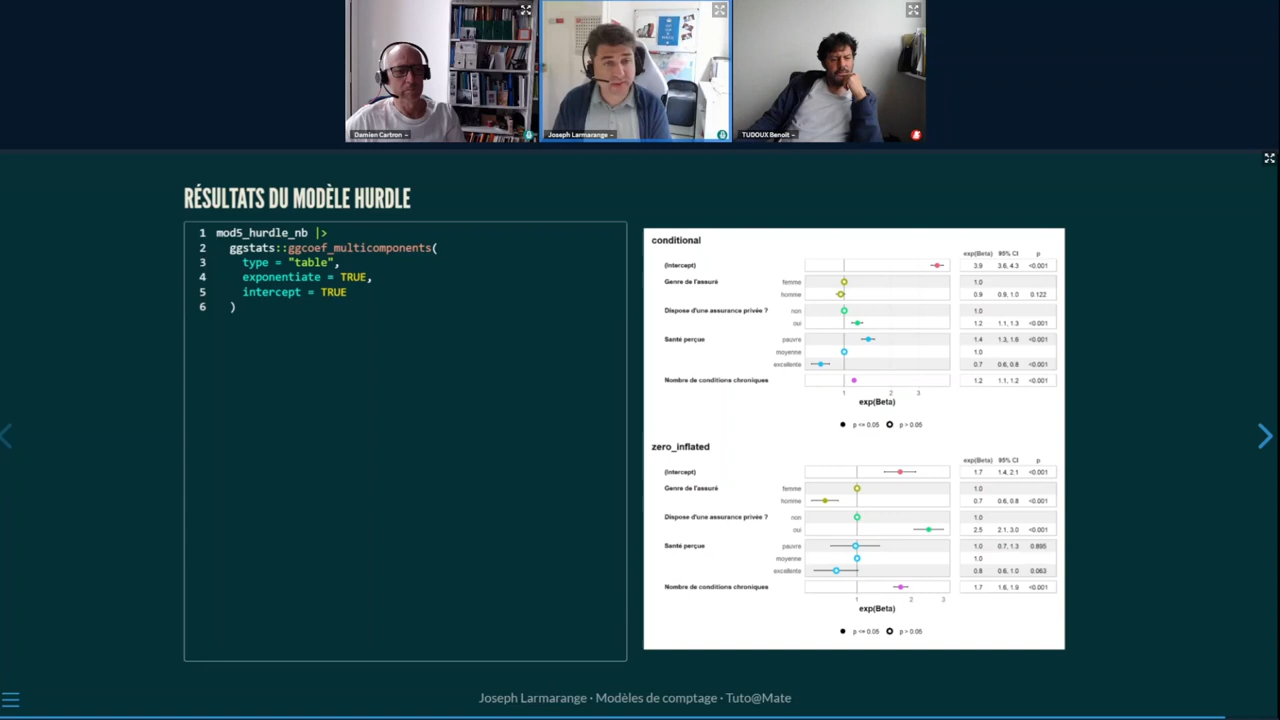 Damien Cartron
Joseph Larmarange
TUDOUX Benoit
RÉSULTATS DU MODÈLE HURDLE
1 mod5_hurdle_nb |>
2 ggstats::ggcoef_multicomponents(
3 type = "table",
4 exponentiate = TRUE,
5 intercept = TRUE
6 )
conditional
exp(Beta) 95% CI p
(Intercept) 3.9 3.6, 4.3 <0.001
Genre de l'assuré femme 1.0
homme 0.9 0.9, 1.0 0.122
Dispose d'une assurance privée ? non 1.0
oui 1.2 1.1, 1.3 <0.001
Santé perçue pauvre 1.4 1.3, 1.6 <0.001
moyenne 1.0
excellente 0.7 0.6, 0.8 <0.001
Nombre de conditions chroniques 1.2 1.1, 1.2 <0.001
1 2 3
exp(Beta)
p <= 0.05 p > 0.05
zero_inflated
exp(Beta) 95% CI p
(Intercept) 1.7 1.4, 2.1 <0.001
Genre de l'assuré femme 1.0
homme 0.7 0.6, 0.8 <0.001
Dispose d'une assurance privée ? non 1.0
oui 2.5 2.1, 3.0 <0.001
Santé perçue pauvre 1.0 0.7, 1.3 0.895
moyenne 1.0
excellente 0.8 0.6, 1.0 0.063
Nombre de conditions chroniques 1.7 1.6, 1.9 <0.001
1 2 3
exp(Beta)
p <= 0.05 p > 0.05
Joseph Larmarange · Modèles de comptage · Tuto@Mate